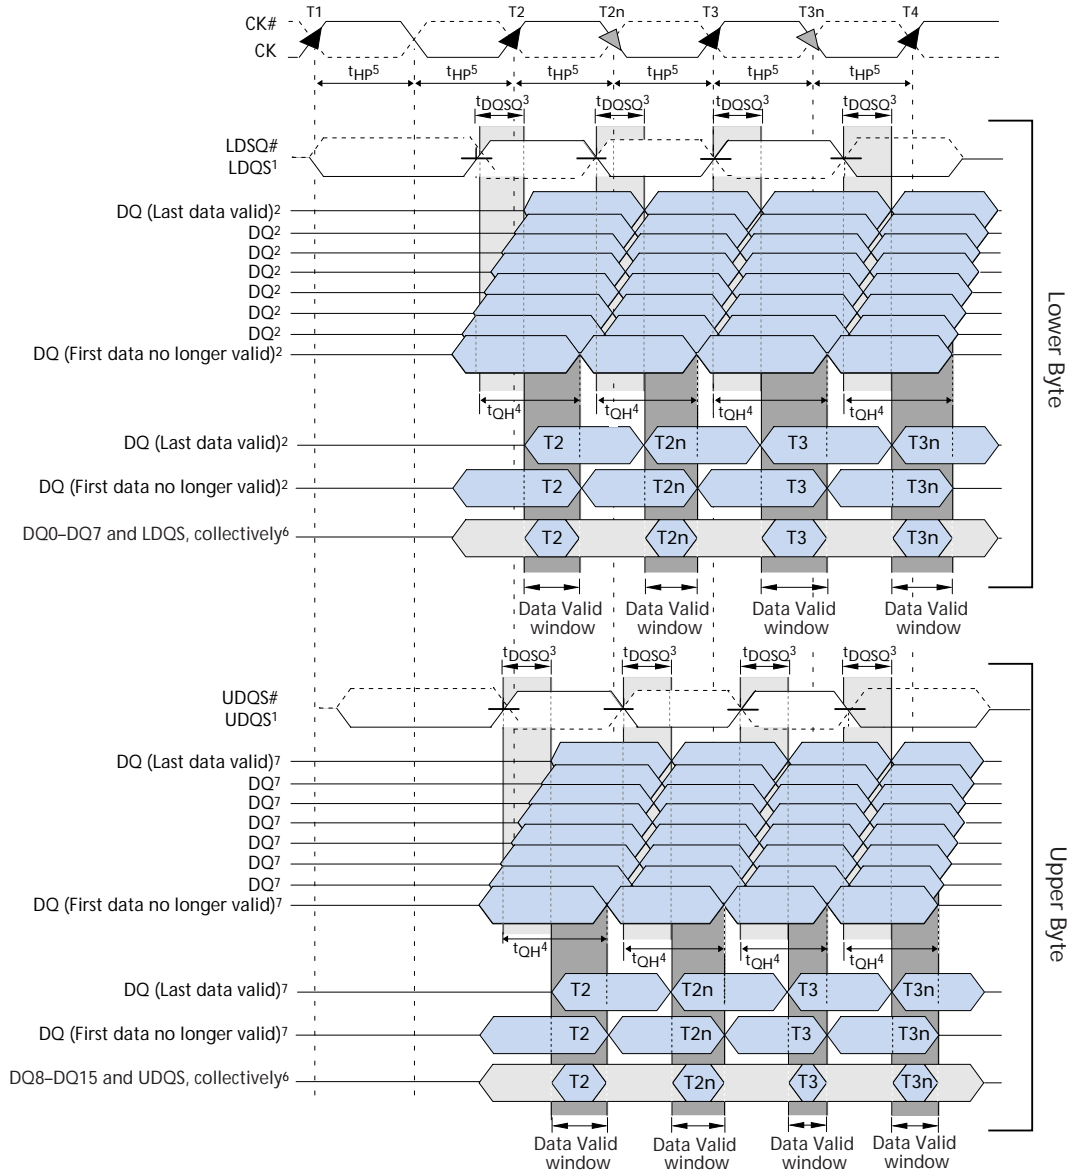 CK#
CK
T1 T2 T2n T3 T3n T4
tHP5 tHP5 tHP5 tHP5 tHP5 tHP5
tDQSQ3 tDQSQ3 tDQSQ3 tDQSQ3
LDSQ#
LDQS1
DQ (Last data valid)2
DQ2
DQ2
DQ2
DQ2
DQ2
DQ2
DQ (First data no longer valid)2
tQH4 tQH4 tQH4 tQH4
DQ (Last data valid)2 T2 T2n T3 T3n
DQ (First data no longer valid)2 T2 T2n T3 T3n
DQ0–DQ7 and LDQS, collectively6 T2 T2n T3 T3n
Data Valid Data Valid Data Valid Data Valid
window window window window
Lower Byte
tDQSQ3 tDQSQ3 tDQSQ3 tDQSQ3
UDQS#
UDQS1
DQ (Last data valid)7
DQ7
DQ7
DQ7
DQ7
DQ7
DQ7
DQ (First data no longer valid)7
tQH4 tQH4 tQH4 tQH4
DQ (Last data valid)7 T2 T2n T3 T3n
DQ (First data no longer valid)7 T2 T2n T3 T3n
DQ8–DQ15 and UDQS, collectively6 T2 T2n T3 T3n
Data Valid Data Valid Data Valid Data Valid
window window window window
Upper Byte